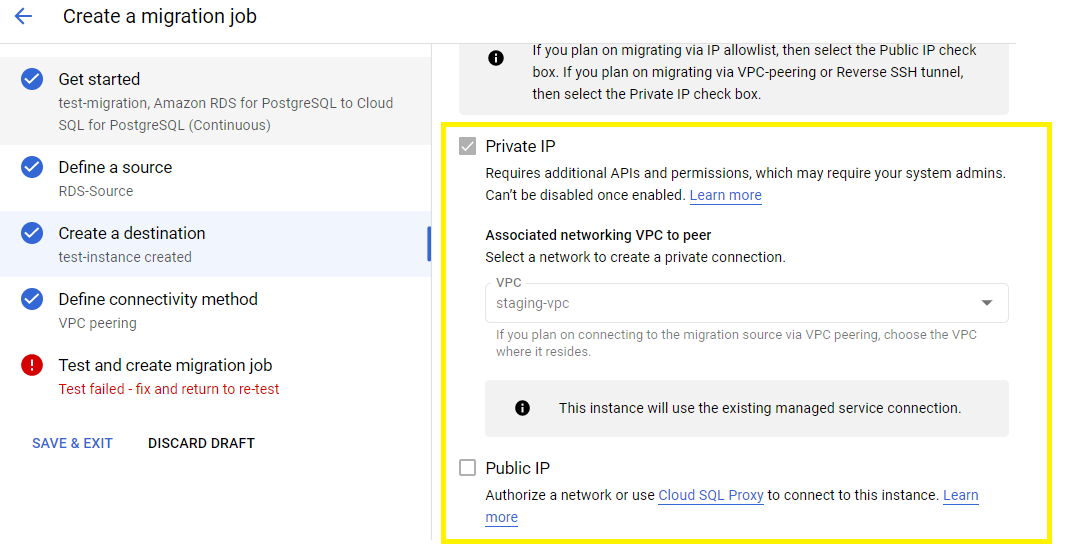 Create a migration job
Get started
test-migration, Amazon RDS for PostgreSQL to Cloud
SQL for PostgreSQL (Continuous)
Define a source
RDS-Source
Create a destination
test-instance created
Define connectivity method
VPC peering
Test and create migration job
Test failed - fix and return to re-test
SAVE & EXIT
DISCARD DRAFT
If you plan on migrating via IP allowlist, then select the Public IP check
box. If you plan on migrating via VPC-peering or Reverse SSH tunnel,
then select the Private IP check box.
Private IP
Requires additional APIs and permissions, which may require your system admins.
Can't be disabled once enabled. Learn more
Associated networking VPC to peer
Select a network to create a private connection.
VPC
staging-vpc
If you plan on connecting to the migration source via VPC peering, choose the VPC
where it resides.
This instance will use the existing managed service connection.
Public IP
Authorize a network or use Cloud SQL Proxy to connect to this instance. Learn
more